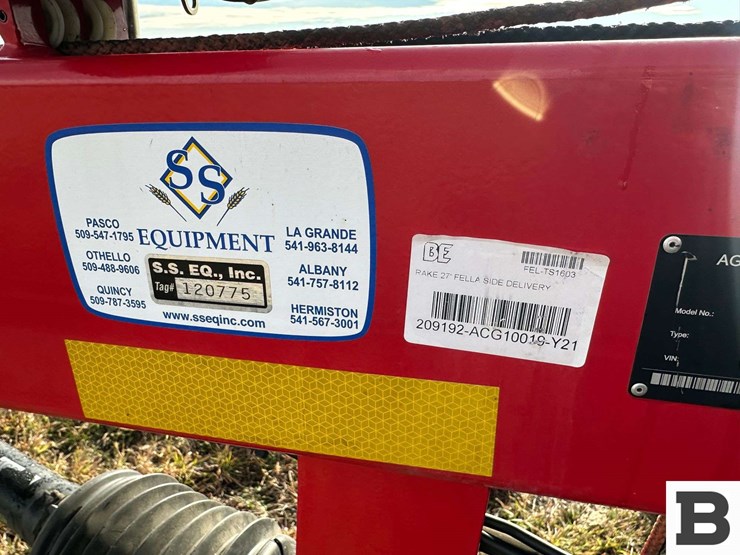 SS
EQUIPMENT
PASCO
509-547-1795
OTHELLO
509-488-9606
QUINCY
509-787-3595
LA GRANDE
541-963-8144
ALBANY
541-757-8112
HERMISTON
541-567-3001
S.S. EQ., Inc.
Tag# 120775
www.sseqinc.com
BE
FEL-TS1603
RAKE 27' FELLA SIDE DELIVERY
209192-ACG10019-Y21
AG
Model No.:
Type:
VIN:
B